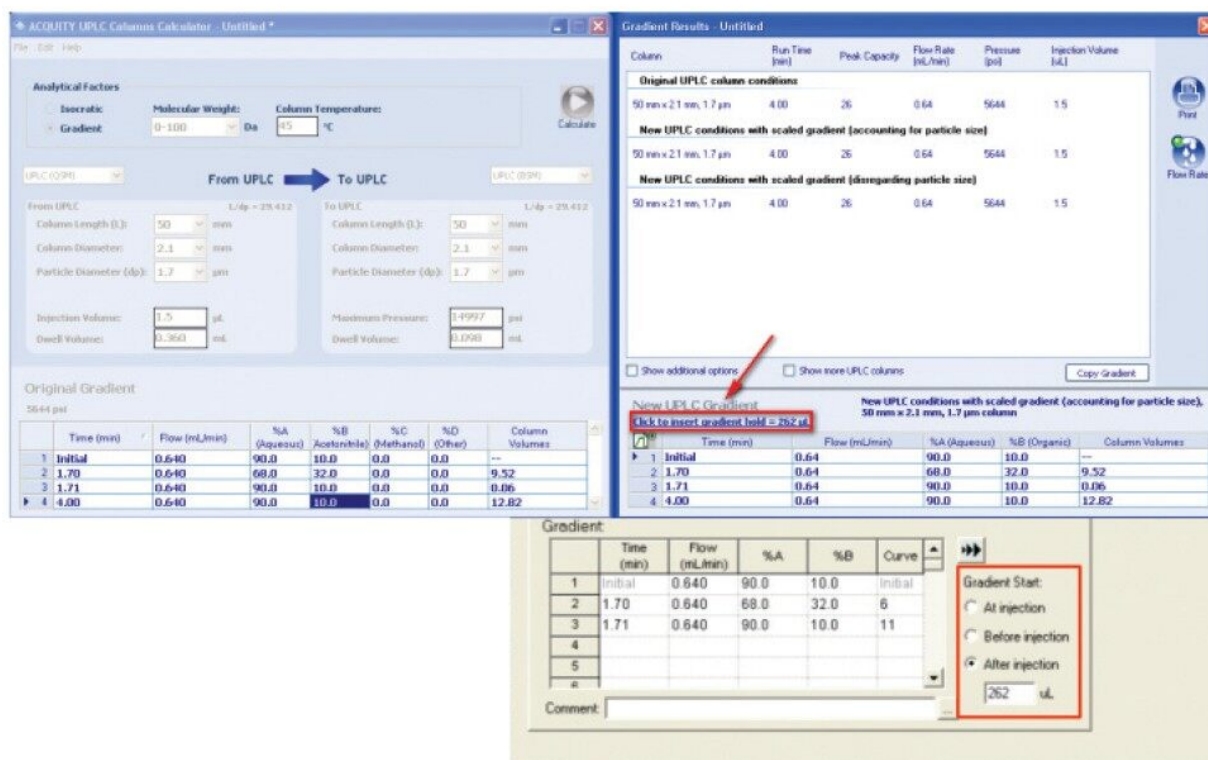 ACQUITY UPLC Columns Calculator - Untitled *
File Edit Help
Analytical Factors
Isocratic
Gradient
Molecular Weight:
0-100 Da
Column Temperature:
45 °C
Calculate
UPLC (QSM)
From UPLC To UPLC
UPLC (BSM)
From UPLC L/dp = 29.412
Column Length (L): 50 mm
Column Diameter: 2.1 mm
Particle Diameter (dp): 1.7 µm
Injection Volume: 1.5 µL
Dwell Volume: 0.360 mL
To UPLC L/dp = 29.412
Column Length (L): 50 mm
Column Diameter: 2.1 mm
Particle Diameter (dp): 1.7 µm
Maximum Pressure: 14997 psi
Dwell Volume: 0.098 mL
Original Gradient
5644 psi
Time (min) Flow (mL/min) %A (Aqueous) %B (Acetonitrile) %C (Methanol) %D (Other) Column Volumes
1 Initial 0.640 90.0 10.0 0.0 0.0 --
2 1.70 0.640 68.0 32.0 0.0 0.0 9.52
3 1.71 0.640 90.0 10.0 0.0 0.0 0.06
4 4.00 0.640 90.0 10.0 0.0 0.0 12.82
Gradient Results - Untitled
Column Run Time (min) Peak Capacity Flow Rate (mL/min) Pressure (psi) Injection Volume (uL)
Original UPLC column conditions
50 mm x 2.1 mm, 1.7 µm 4.00 26 0.64 5644 1.5
New UPLC conditions with scaled gradient (accounting for particle size)
50 mm x 2.1 mm, 1.7 µm 4.00 26 0.64 5644 1.5
New UPLC conditions with scaled gradient (disregarding particle size)
50 mm x 2.1 mm, 1.7 µm 4.00 26 0.64 5644 1.5
Print
Flow Rate
Show additional options Show more UPLC columns Copy Gradient
New UPLC Gradient
Click to insert gradient hold = 262 µL
New UPLC conditions with scaled gradient (accounting for particle size),
50 mm x 2.1 mm, 1.7 µm column
Time (min) Flow (mL/min) %A (Aqueous) %B (Organic) Column Volumes
1 Initial 0.64 90.0 10.0 --
2 1.70 0.64 68.0 32.0 9.52
3 1.71 0.64 90.0 10.0 0.06
4 4.00 0.64 90.0 10.0 12.82
Gradient:
Time (min) Flow (mL/min) %A %B Curve
1 Initial 0.640 90.0 10.0 Initial
2 1.70 0.640 68.0 32.0 6
3 1.71 0.640 90.0 10.0 11
4
5
6
Comment:
...
Gradient Start:
At injection
Before injection
After injection
262 uL